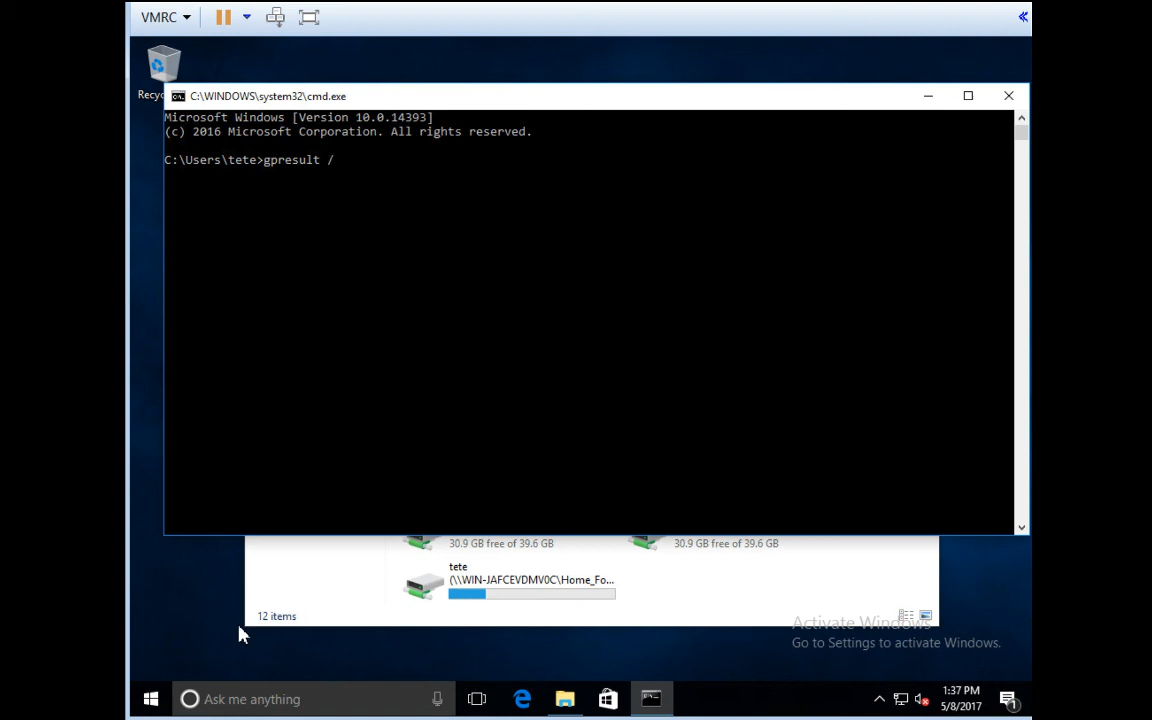 VMRC
Recyc
C:\WINDOWS\system32\cmd.exe
Microsoft Windows [Version 10.0.14393]
(c) 2016 Microsoft Corporation. All rights reserved.
C:\Users\tete>gpresult /
30.9 GB free of 39.6 GB
30.9 GB free of 39.6 GB
tete
(\\WIN-JAFCEVDMV0C\Home_Fo...
12 items
Activate Windows
Go to Settings to activate Windows.
Ask me anything
1:37 PM
5/8/2017
1